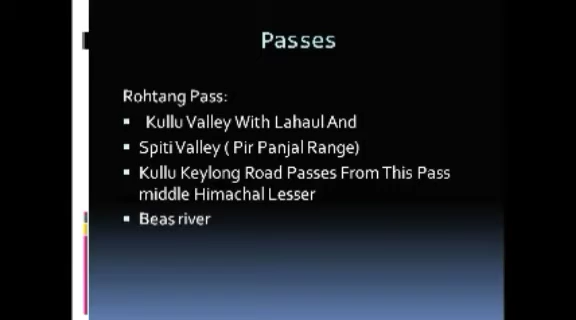 Passes
Rohtang Pass:
▪ Kullu Valley With Lahaul And
▪ Spiti Valley ( Pir Panjal Range)
▪ Kullu Keylong Road Passes From This Pass
middle Himachal Lesser
▪ Beas river